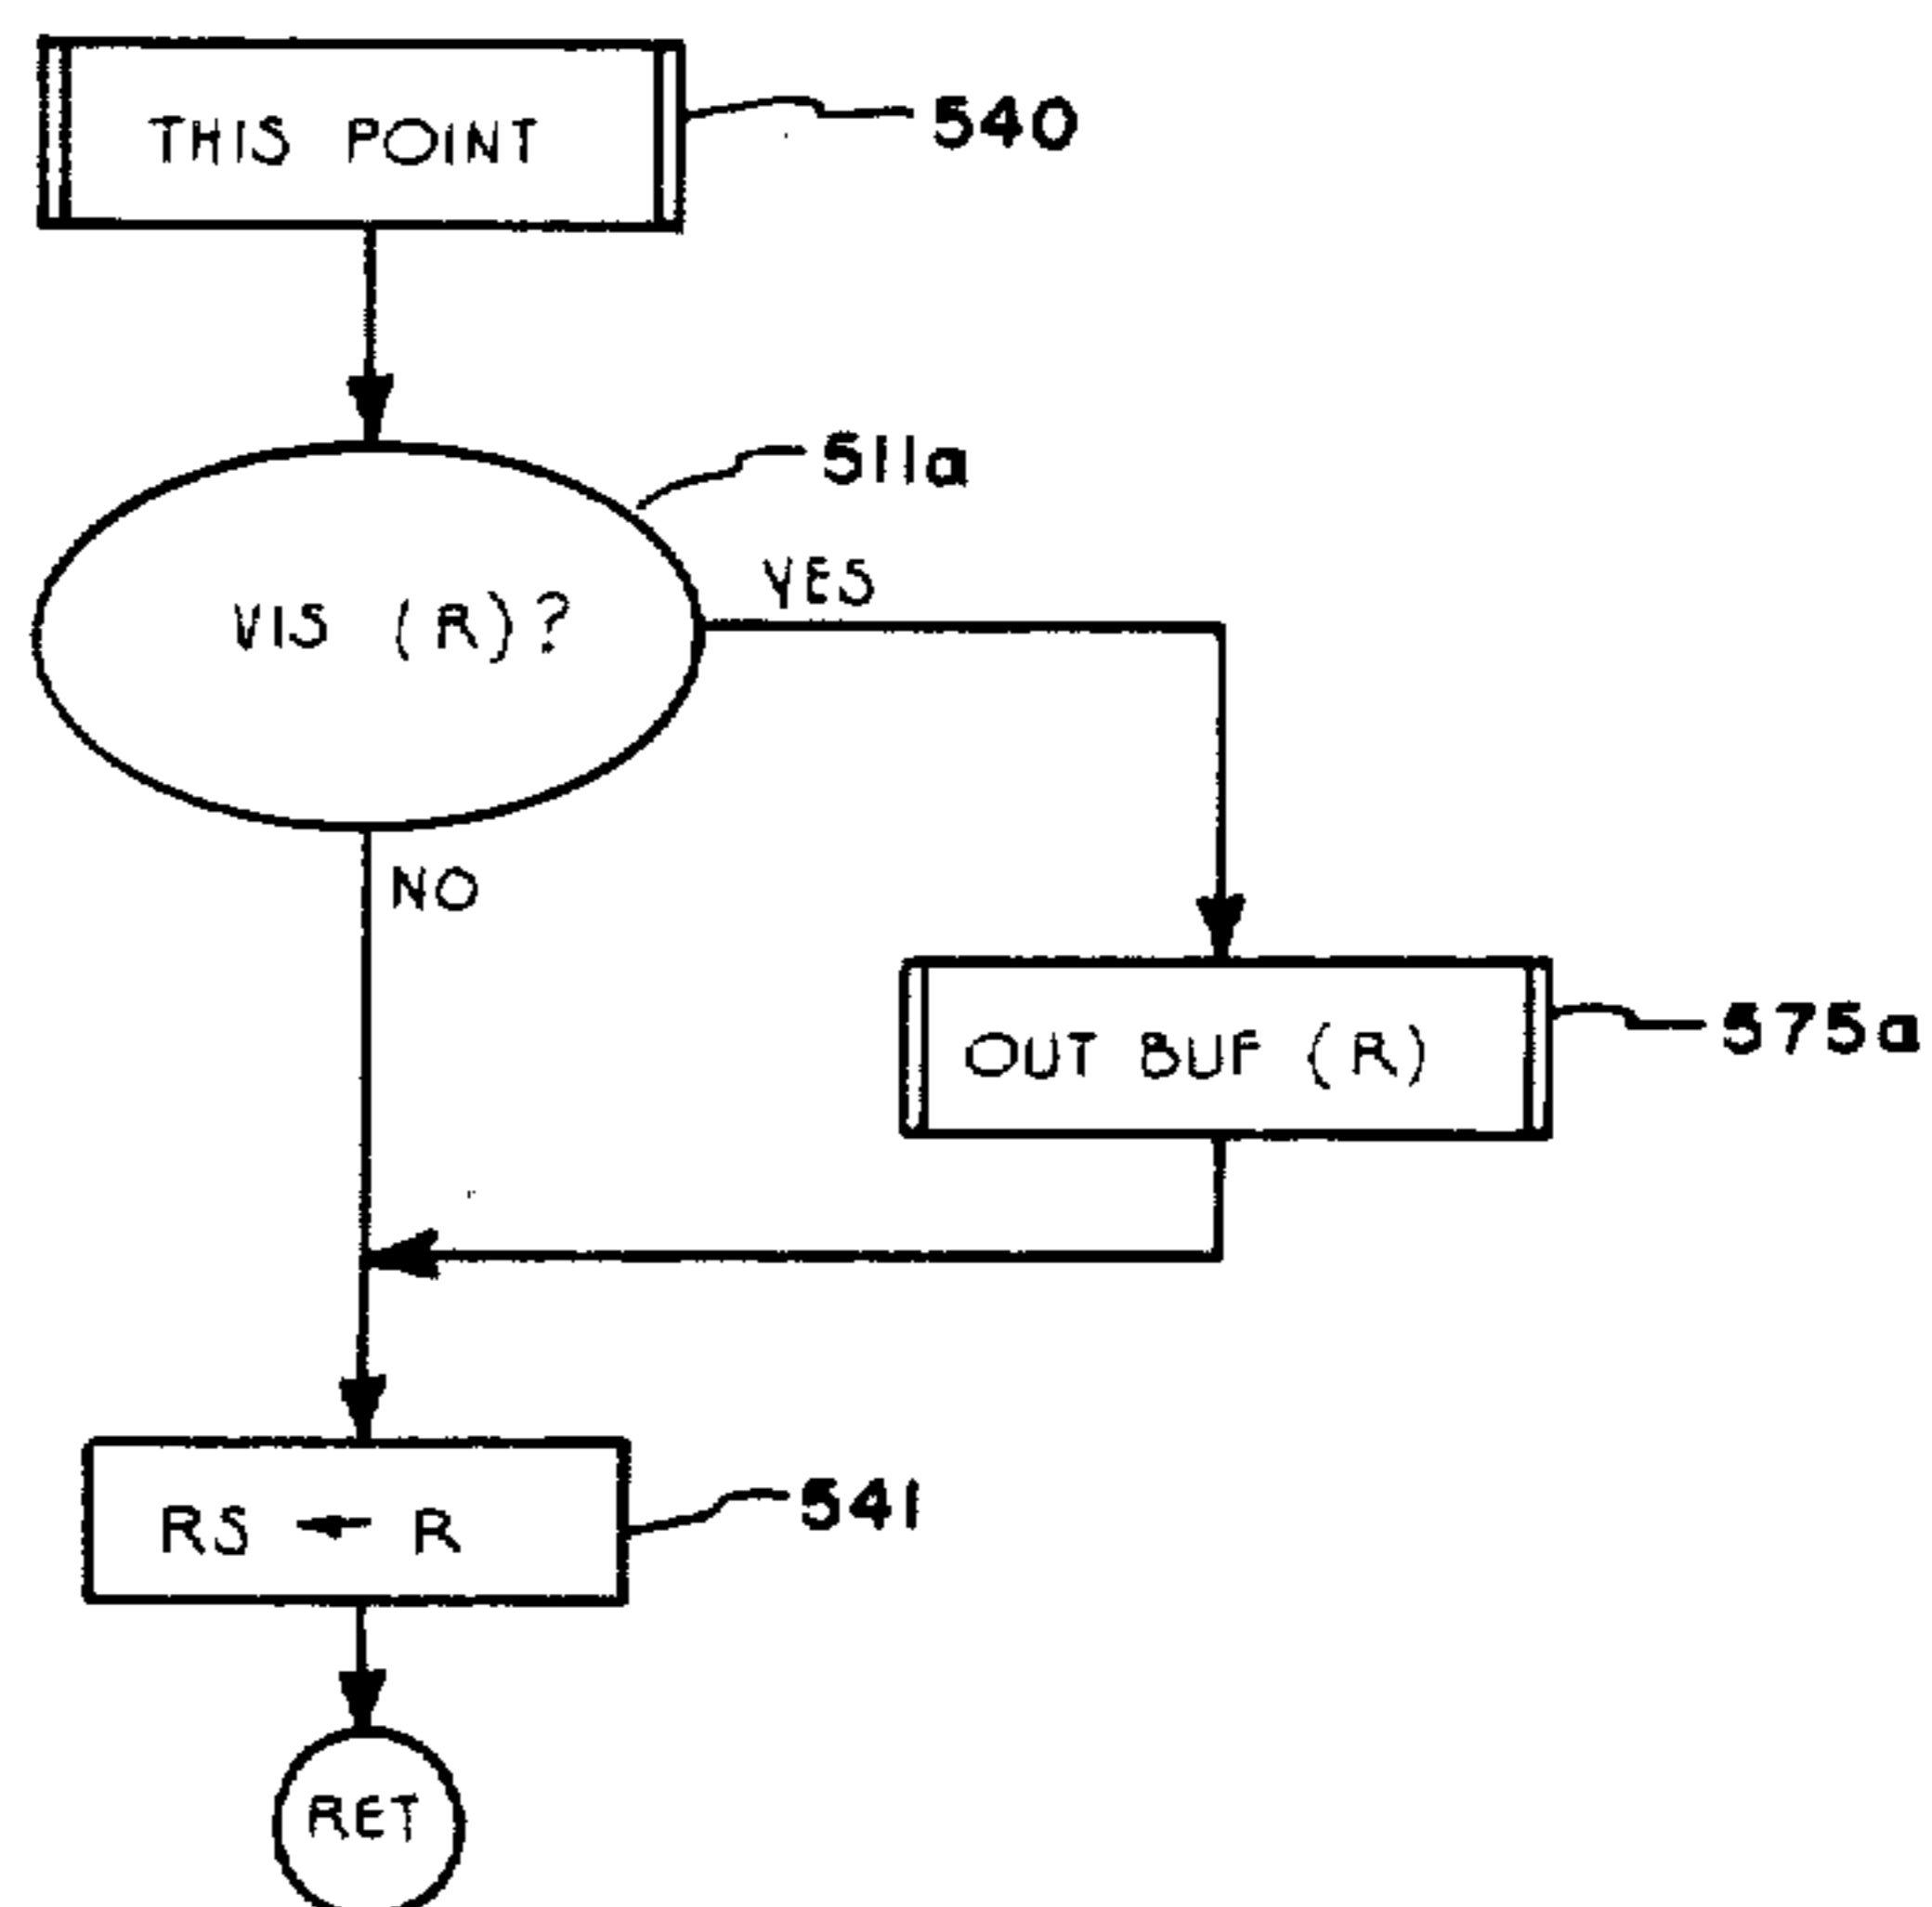 THIS POINT
540
511a
YES
VIS (R)?
NO
OUT BUF (R)
575a
RS ← R
541
RET